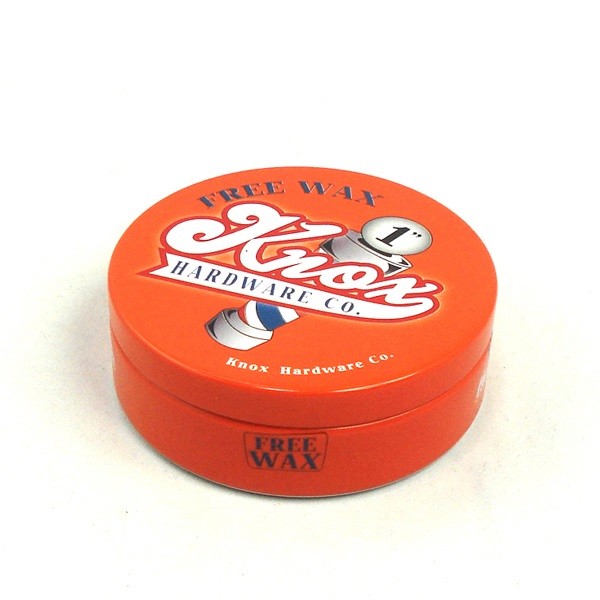 FREE WAX
1"
Knox
HARDWARE CO.
Knox Hardware Co.
FREE
WAX